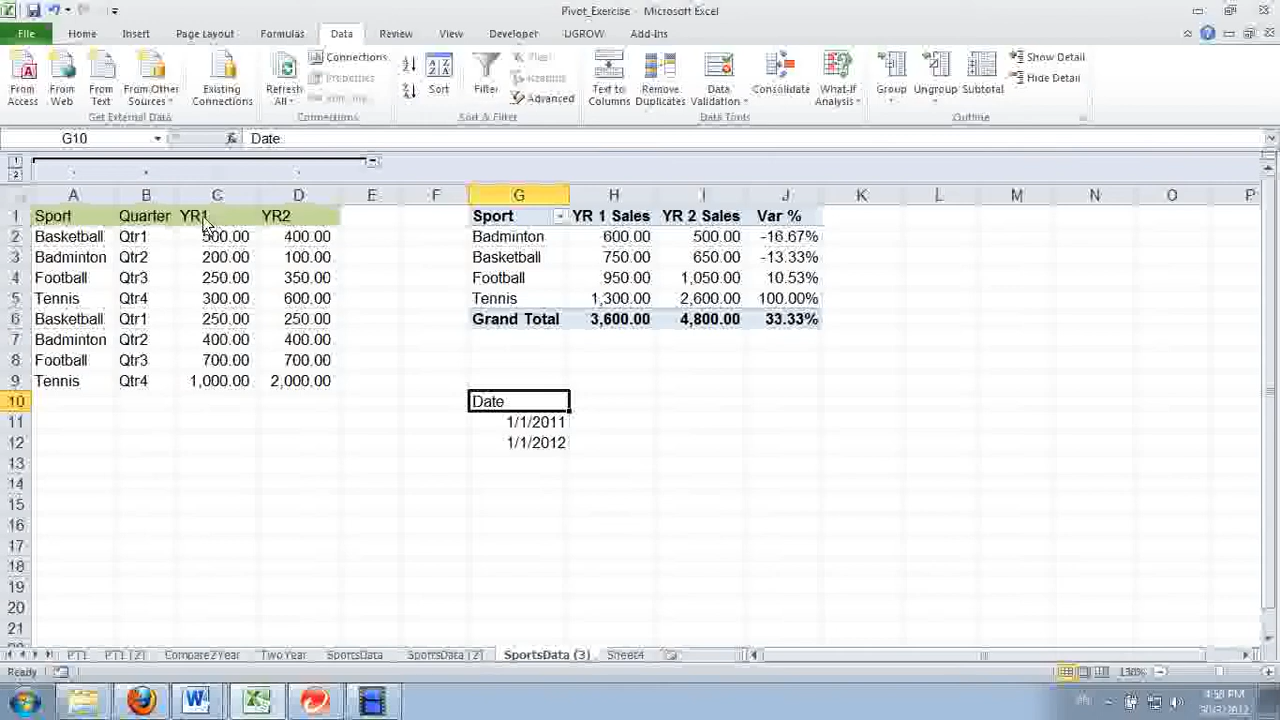 Pivot_Exercise - Microsoft Excel
File Home Insert Page Layout Formulas Data Review View Developer UGROW Add-Ins
From Access
From Web
From Text
From Other Sources
Existing Connections
Get External Data
Refresh All
Connections
Properties
Connections
Sort
Filter
Advanced
Sort & Filter
Text to Columns
Remove Duplicates
Data Validation
Consolidate
What-If Analysis
Data Tools
Group
Ungroup
Subtotal
Show Detail
Hide Detail
Outline
G10 fx Date
1
2
A B C D E F G H I J K L M N O P
1 Sport Quarter YR1 YR2 Sport YR 1 Sales YR 2 Sales Var %
2 Basketball Qtr1 500.00 400.00 Badminton 600.00 500.00 -16.67%
3 Badminton Qtr2 200.00 100.00 Basketball 750.00 650.00 -13.33%
4 Football Qtr3 250.00 350.00 Football 950.00 1,050.00 10.53%
5 Tennis Qtr4 300.00 600.00 Tennis 1,300.00 2,600.00 100.00%
6 Basketball Qtr1 250.00 250.00 Grand Total 3,600.00 4,800.00 33.33%
7 Badminton Qtr2 400.00 400.00
8 Football Qtr3 700.00 700.00
9 Tennis Qtr4 1,000.00 2,000.00
10 Date
11 1/1/2011
12 1/1/2012
13
14
15
16
17
18
19
20
21
PT1 PT1 (2) Compare2Year TwoYear SportsData SportsData (2) SportsData (3) Sheet4
Ready 130%
4:58 PM